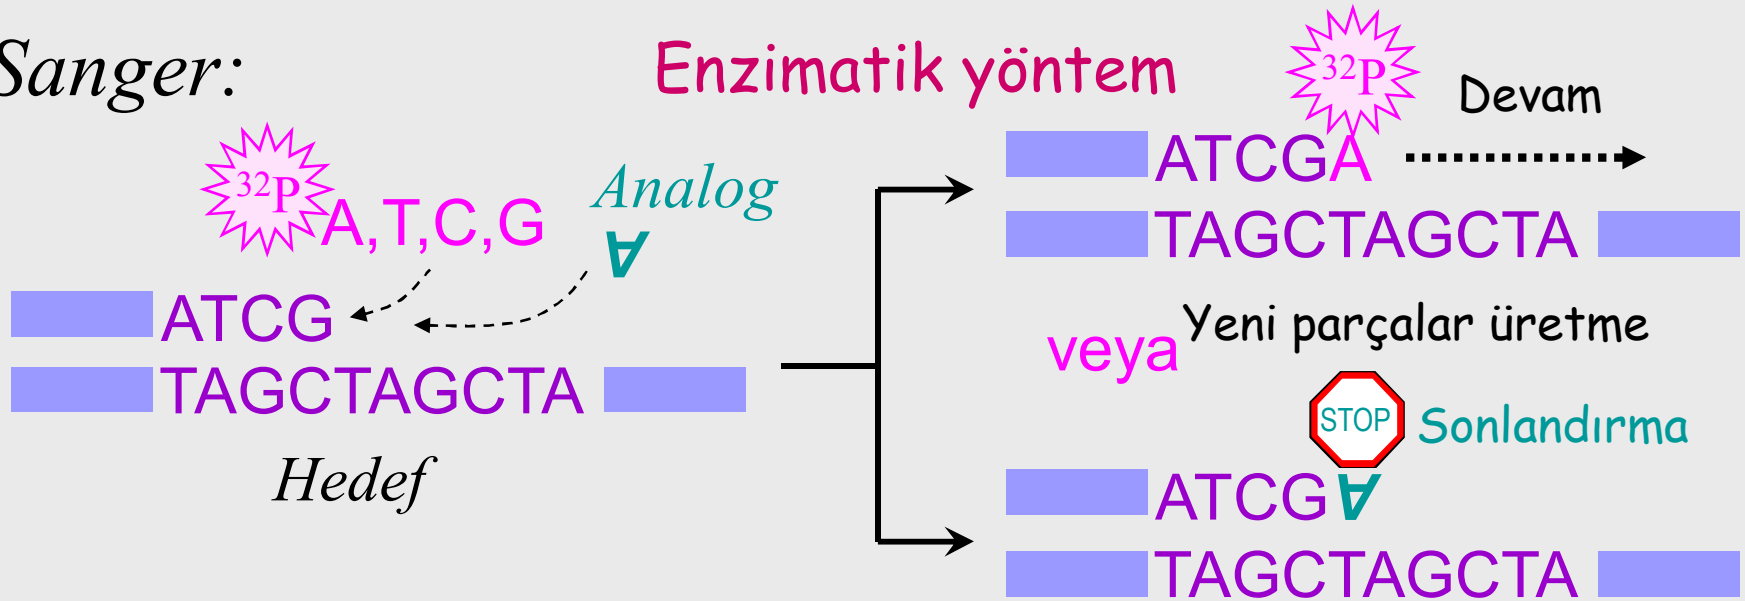 Sanger:
Enzimatik yöntem
32P
A,T,C,G
Analog
∀
ATCG
TAGCTAGCTA
Hedef
32P
Devam
ATCGA
TAGCTAGCTA
veya
Yeni parçalar üretme
STOP
Sonlandırma
ATCG∀
TAGCTAGCTA